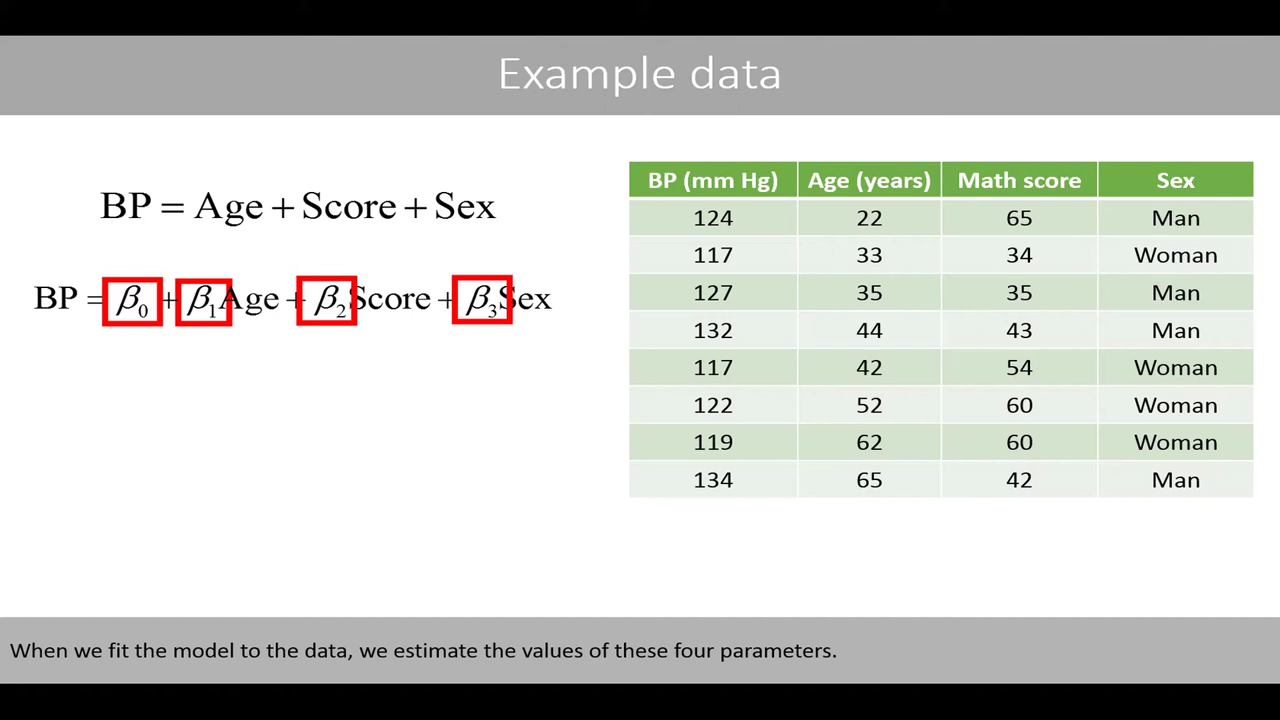 Example data
BP = Age + Score + Sex
BP = β0 + β1Age + β2Score + β3Sex
BP (mm Hg) Age (years) Math score Sex
124 22 65 Man
117 33 34 Woman
127 35 35 Man
132 44 43 Man
117 42 54 Woman
122 52 60 Woman
119 62 60 Woman
134 65 42 Man
When we fit the model to the data, we estimate the values of these four parameters.